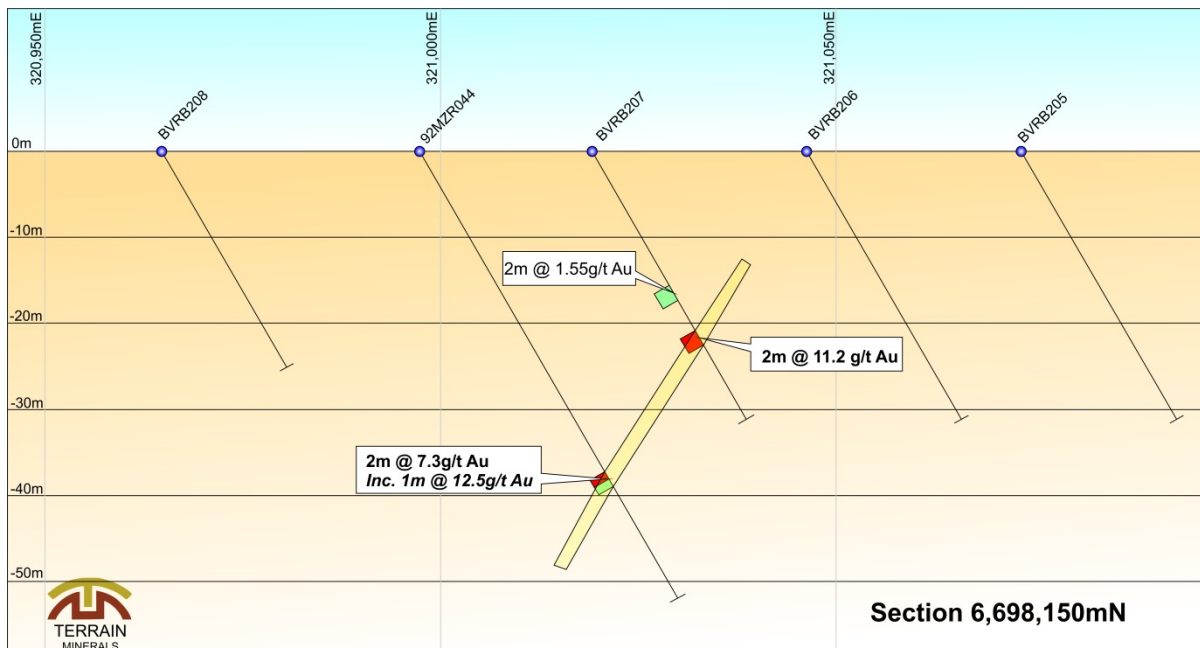 320,950mE
321,000mE
321,050mE
BVRB208
92MZR044
BVRB207
BVRB206
BVRB205
0m
-10m
2m @ 1.55g/t Au
-20m
2m @ 11.2 g/t Au
-30m
2m @ 7.3g/t Au
Inc. 1m @ 12.5g/t Au
-40m
-50m
Section 6,698,150mN
TERRAIN
MINERALS